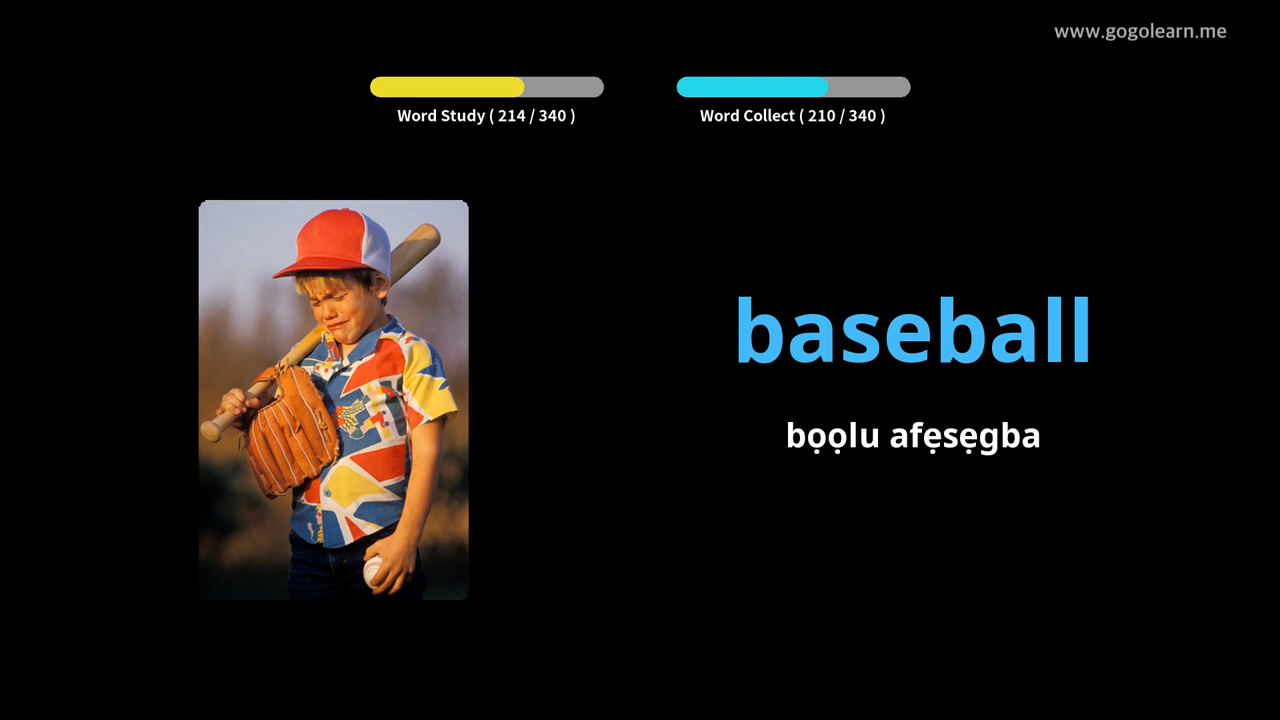 www.gogolearn.me
Word Study ( 214 / 340 )
Word Collect ( 210 / 340 )
baseball
bọọlu afẹsẹgba